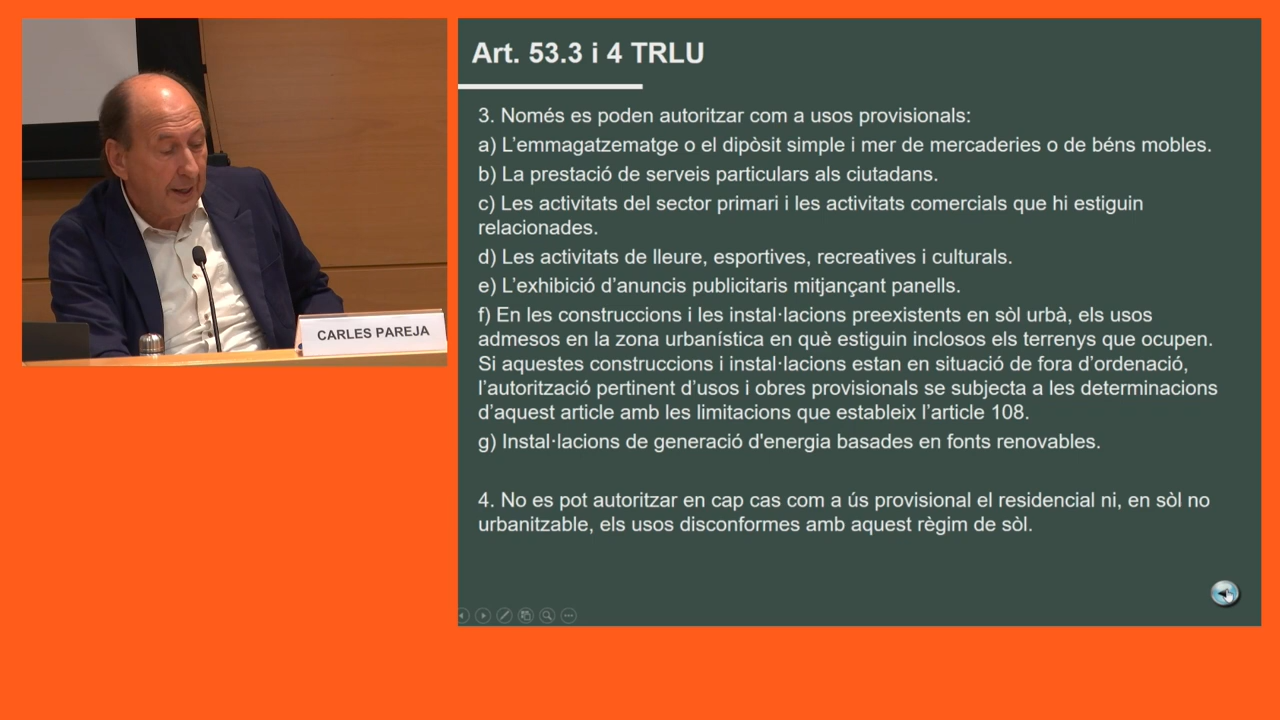 CARLES PAREJA
Art. 53.3 i 4 TRLU
3. Només es poden autoritzar com a usos provisionals:
a) L’emmagatzematge o el dipòsit simple i mer de mercaderies o de béns mobles.
b) La prestació de serveis particulars als ciutadans.
c) Les activitats del sector primari i les activitats comercials que hi estiguin
relacionades.
d) Les activitats de lleure, esportives, recreatives i culturals.
e) L’exhibició d’anuncis publicitaris mitjançant panells.
f) En les construccions i les instal·lacions preexistents en sòl urbà, els usos
admesos en la zona urbanística en què estiguin inclosos els terrenys que ocupen.
Si aquestes construccions i instal·lacions estan en situació de fora d’ordenació,
l’autorització pertinent d’usos i obres provisionals se subjecta a les determinacions
d’aquest article amb les limitacions que estableix l’article 108.
g) Instal·lacions de generació d'energia basades en fonts renovables.
4. No es pot autoritzar en cap cas com a ús provisional el residencial ni, en sòl no
urbanitzable, els usos disconformes amb aquest règim de sòl.